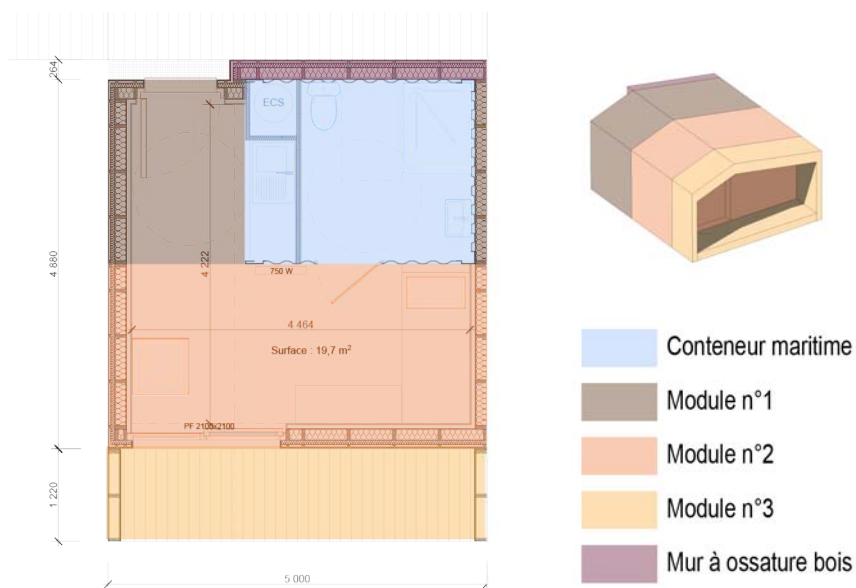 264
ECS
4 880
4 222
750 W
4 464
Surface : 19,7 m²
PF 2100x2100
1 220
5 000
Conteneur maritime
Module n°1
Module n°2
Module n°3
Mur à ossature bois